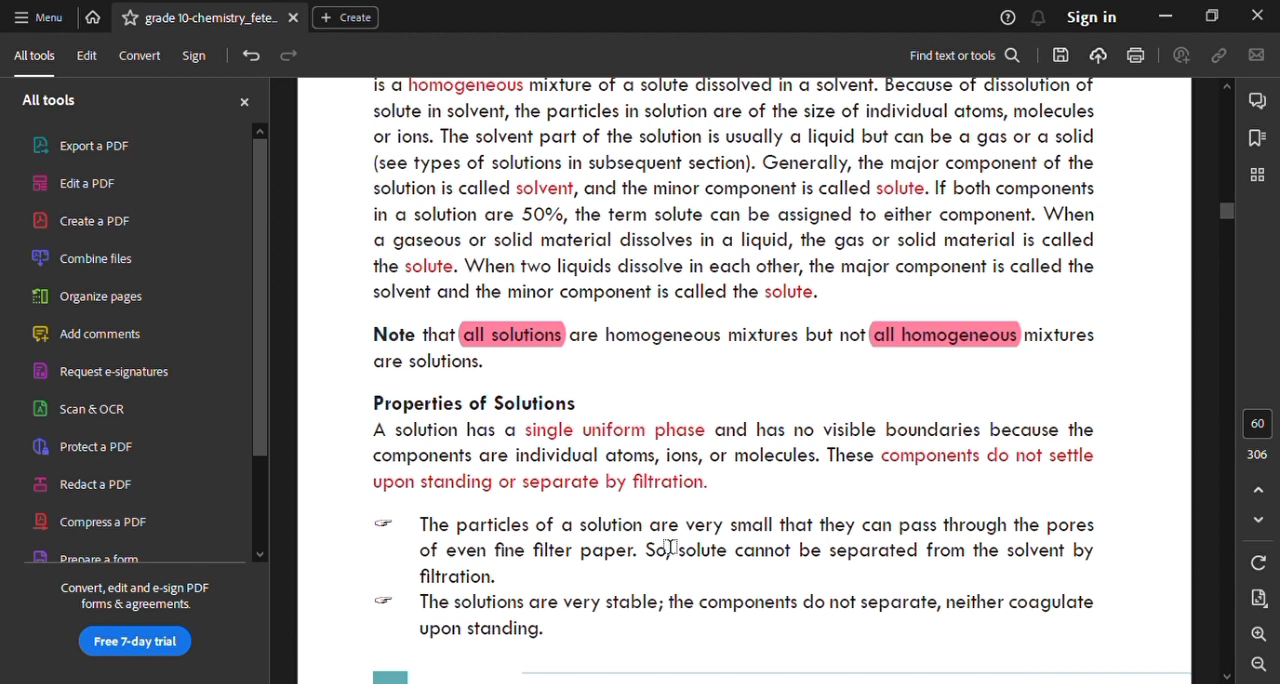 Menu
grade 10-chemistry_fete...
Create
Sign in
All tools
Edit
Convert
Sign
Find text or tools
All tools
Export a PDF
Edit a PDF
Create a PDF
Combine files
Organize pages
Add comments
Request e-signatures
Scan & OCR
Protect a PDF
Redact a PDF
Compress a PDF
Prepare a form
Convert, edit and e-sign PDF
forms & agreements.
Free 7-day trial
is a homogeneous mixture of a solute dissolved in a solvent. Because of dissolution of
solute in solvent, the particles in solution are of the size of individual atoms, molecules
or ions. The solvent part of the solution is usually a liquid but can be a gas or a solid
(see types of solutions in subsequent section). Generally, the major component of the
solution is called solvent, and the minor component is called solute. If both components
in a solution are 50%, the term solute can be assigned to either component. When
a gaseous or solid material dissolves in a liquid, the gas or solid material is called
the solute. When two liquids dissolve in each other, the major component is called the
solvent and the minor component is called the solute.
Note that all solutions are homogeneous mixtures but not all homogeneous mixtures
are solutions.
Properties of Solutions
A solution has a single uniform phase and has no visible boundaries because the
components are individual atoms, ions, or molecules. These components do not settle
upon standing or separate by filtration.
The particles of a solution are very small that they can pass through the pores
of even fine filter paper. So, solute cannot be separated from the solvent by
filtration.
The solutions are very stable; the components do not separate, neither coagulate
upon standing.
60
306